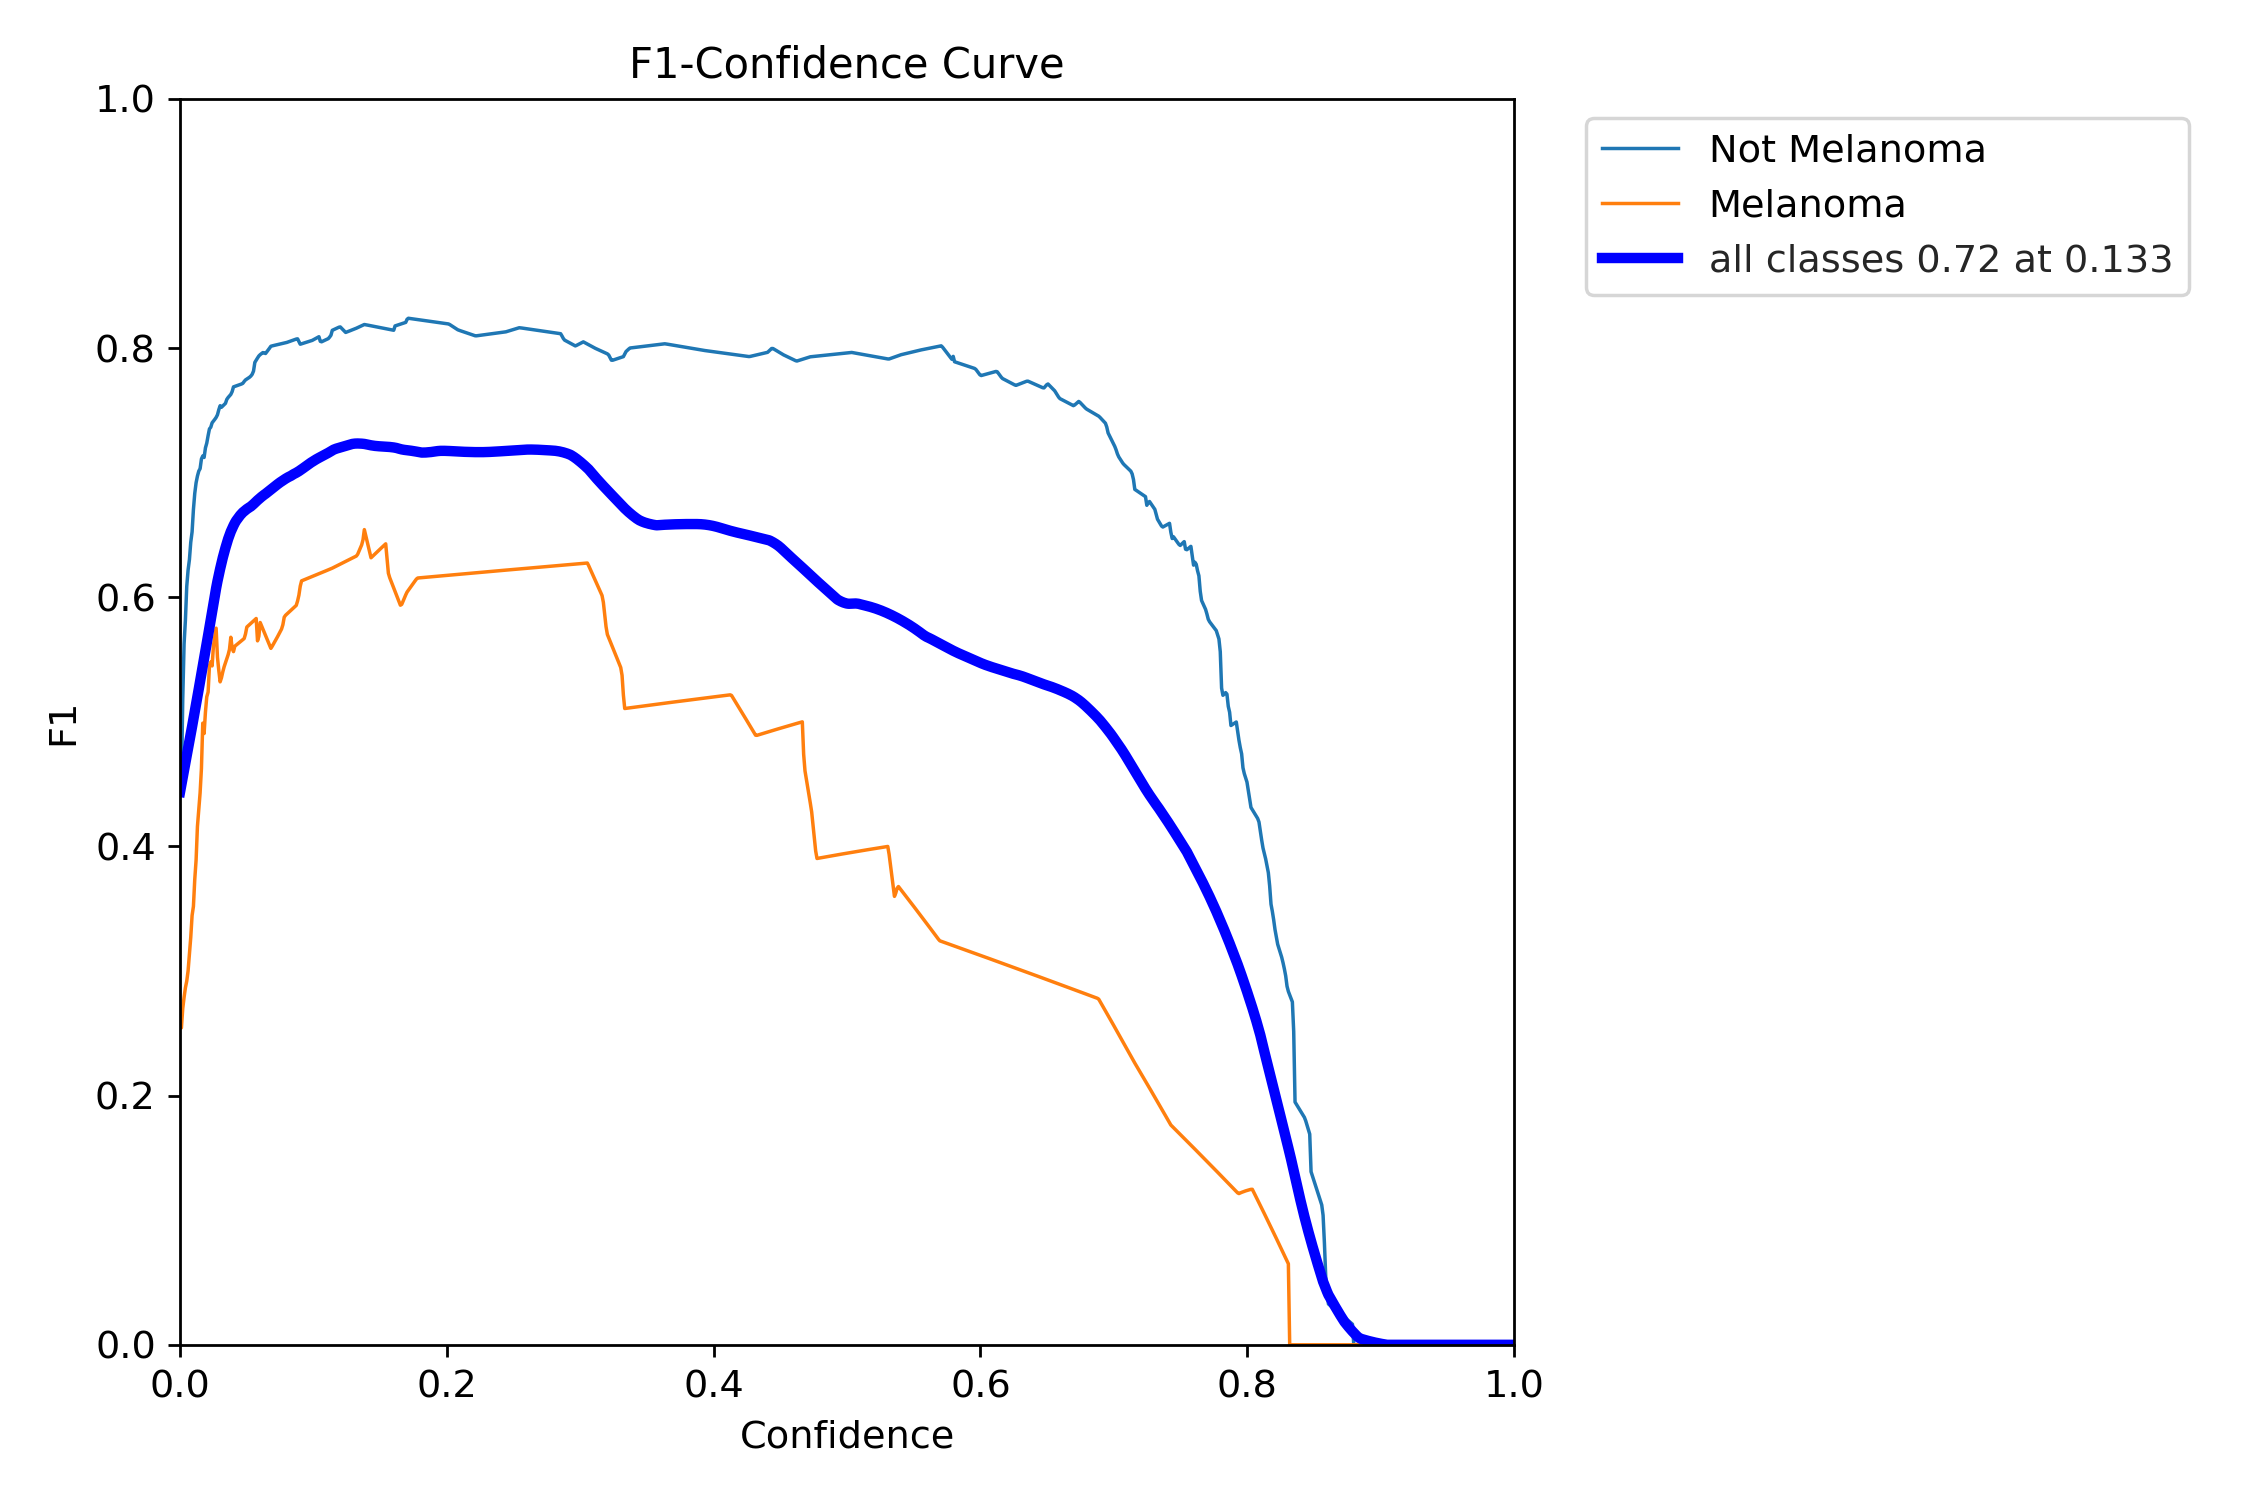 F1-Confidence Curve
1.0
0.8
0.6
0.4
0.2
0.0
F1
0.0 0.2 0.4 0.6 0.8 1.0
Confidence
Not Melanoma
Melanoma
all classes 0.72 at 0.133